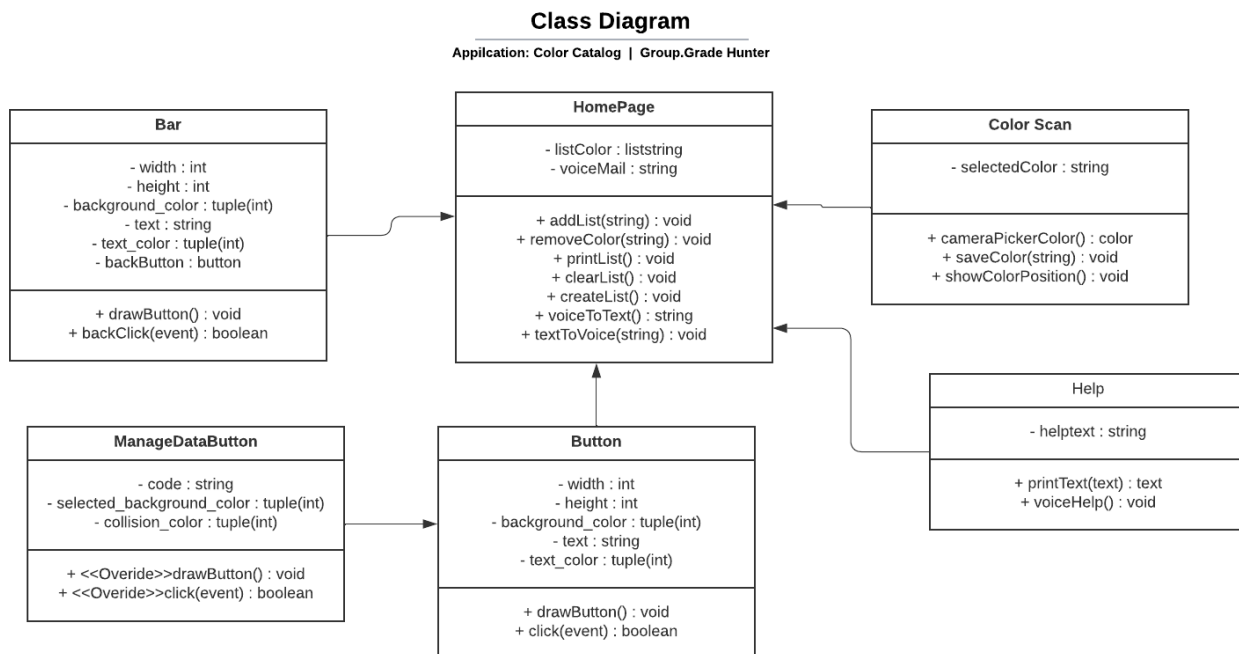 Class Diagram
Appilcation: Color Catalog | Group.Grade Hunter
Bar
- width : int
- height : int
- background_color : tuple(int)
- text : string
- text_color : tuple(int)
- backButton : button
+ drawButton() : void
+ backClick(event) : boolean
HomePage
- listColor : liststring
- voiceMail : string
+ addList(string) : void
+ removeColor(string) : void
+ printList() : void
+ clearList() : void
+ createList() : void
+ voiceToText() : string
+ textToVoice(string) : void
Color Scan
- selectedColor : string
+ cameraPickerColor() : color
+ saveColor(string) : void
+ showColorPosition() : void
ManageDataButton
- code : string
- selected_background_color : tuple(int)
- collision_color : tuple(int)
+ <<Overide>>drawButton() : void
+ <<Overide>>click(event) : boolean
Button
- width : int
- height : int
- background_color : tuple(int)
- text : string
- text_color : tuple(int)
+ drawButton() : void
+ click(event) : boolean
Help
- helptext : string
+ printText(text) : text
+ voiceHelp() : void